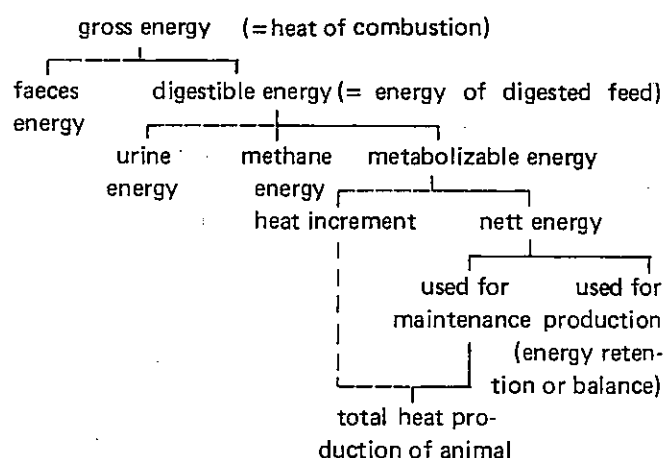 gross energy (= heat of combustion)
faeces energy
digestible energy (= energy of digested feed)
urine energy
methane energy
metabolizable energy
heat increment
nett energy
used for maintenance
used for production (energy reten-
tion or balance)
total heat pro-
duction of animal